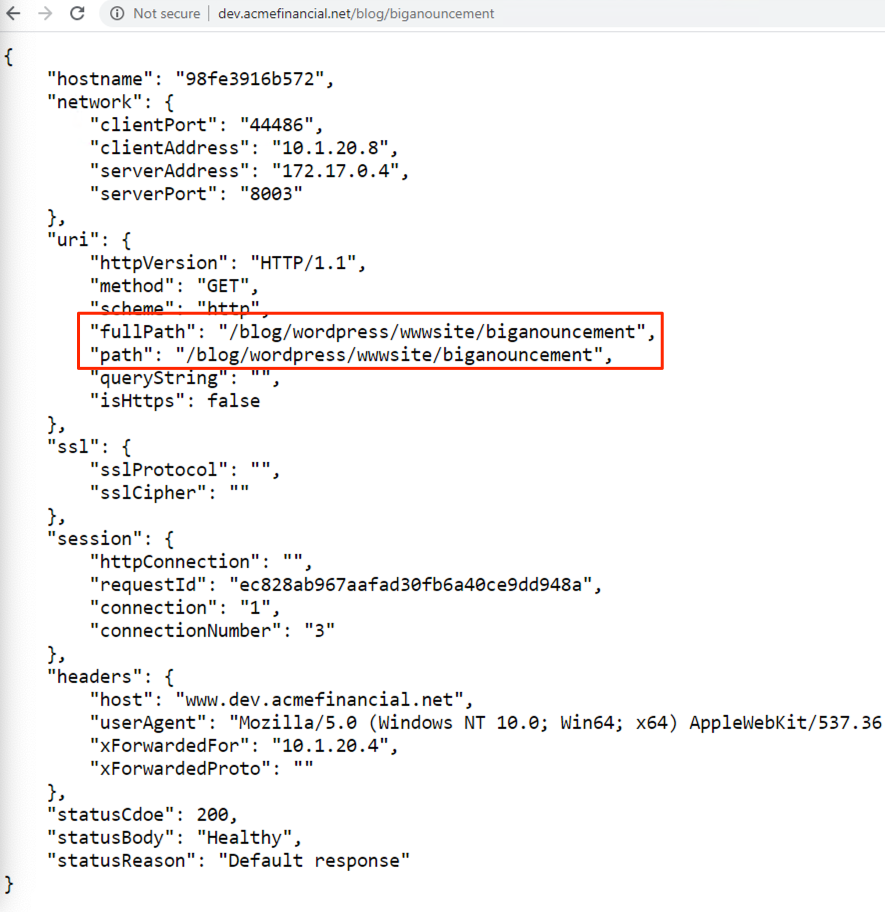 Not secure | dev.acmefinancial.net/blog/biganouncement
{
"hostname": "98fe3916b572",
"network": {
"clientPort": "44486",
"clientAddress": "10.1.20.8",
"serverAddress": "172.17.0.4",
"serverPort": "8003"
},
"uri": {
"httpVersion": "HTTP/1.1",
"method": "GET",
"scheme": "http",
"fullPath": "/blog/wordpress/wwwsite/biganouncement",
"path": "/blog/wordpress/wwwsite/biganouncement",
"queryString": "",
"isHttps": false
},
"ssl": {
"sslProtocol": "",
"sslCipher": ""
},
"session": {
"httpConnection": "",
"requestId": "ec828ab967aafad30fb6a40ce9dd948a",
"connection": "1",
"connectionNumber": "3"
},
"headers": {
"host": "www.dev.acmefinancial.net",
"userAgent": "Mozilla/5.0 (Windows NT 10.0; Win64; x64) AppleWebKit/537.36
"xForwardedFor": "10.1.20.4",
"xForwardedProto": ""
},
"statusCdoe": 200,
"statusBody": "Healthy",
"statusReason": "Default response"
}